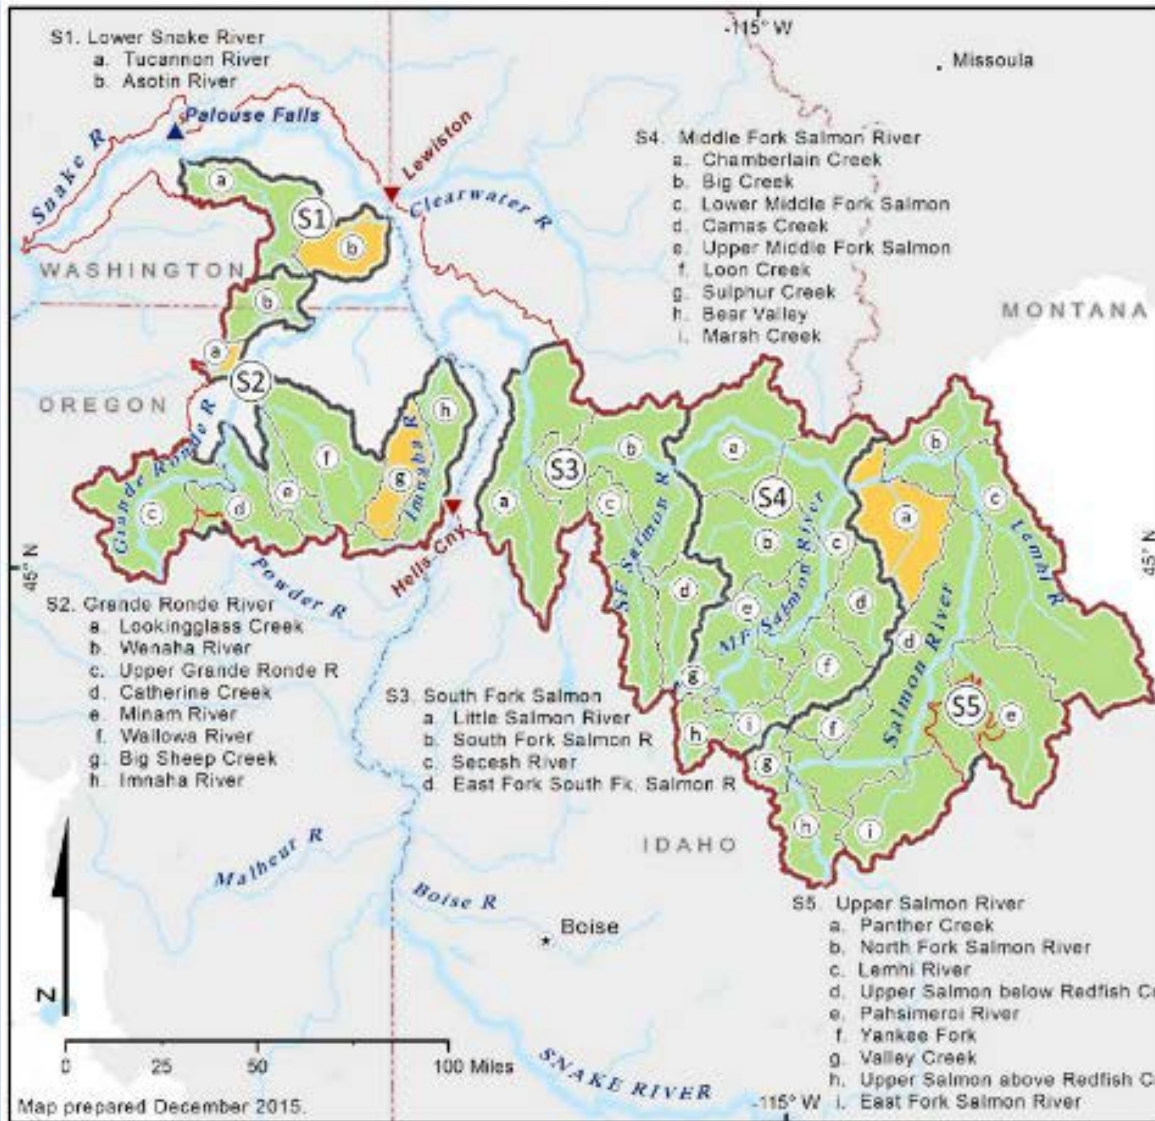 -115° W
S1. Lower Snake River
a. Tucannon River
b. Asotin River
Missoula
Palouse Falls
Snake R
Lewiston
Clearwater R
S4. Middle Fork Salmon River
a. Chamberlain Creek
b. Big Creek
c. Lower Middle Fork Salmon
d. Camas Creek
e. Upper Middle Fork Salmon
f. Loon Creek
g. Sulphur Creek
h. Bear Valley
i. Marsh Creek
a
S1
b
WASHINGTON
b
MONTANA
a
S2
OREGON
Grande Ronde R
h
f
g
Imnaha R
e
d
c
S3
b
a
c
SF Salmon R
d
a
S4
b
c
MF Salmon River
e
d
f
g
h
i
b
a
c
Lemhi R
d
Salmon River
S5
e
f
g
h
i
45° N
45° N
Powder R
Hells Cny
S2. Grande Ronde River
a. Lookingglass Creek
b. Wenaha River
c. Upper Grande Ronde R
d. Catherine Creek
e. Minam River
f. Wallowa River
g. Big Sheep Creek
h. Imnaha River
S3. South Fork Salmon
a. Little Salmon River
b. South Fork Salmon R
c. Secesh River
d. East Fork South Fk. Salmon R
IDAHO
Malheur R
Boise R
Boise
S5. Upper Salmon River
a. Panther Creek
b. North Fork Salmon River
c. Lemhi River
d. Upper Salmon below Redfish Cr
e. Pahsimeroi River
f. Yankee Fork
g. Valley Creek
h. Upper Salmon above Redfish C
i. East Fork Salmon River
N
0 50 100 Miles
SNAKE RIVER
Map prepared December 2015.
-115° W